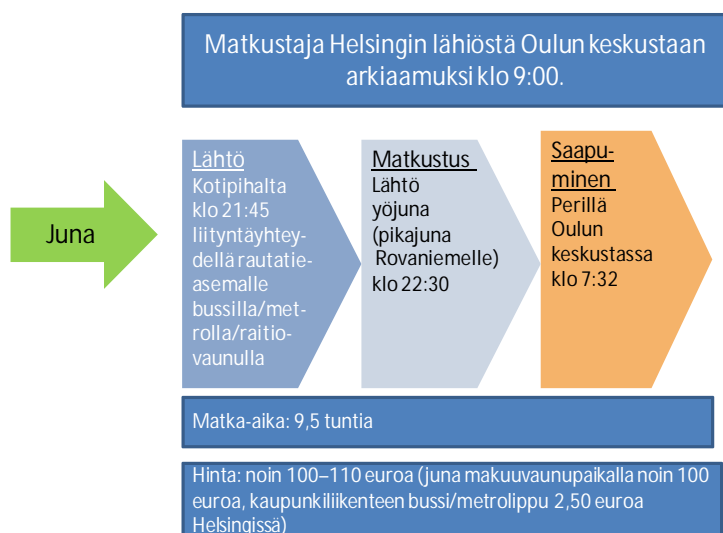 Matkustaja Helsingin lähiöstä Oulun keskustaan
arkiaamuksi klo 9:00.
Juna
Lähtö
Kotipihalta
klo 21:45
liityntäyhtey-
dellä rautatie-
asemalle
bussilla/met-
rolla/raitio-
vaunulla
Matkustus
Lähtö
yöjuna
(pikajuna
Rovaniemelle)
klo 22:30
Saapu-
minen
Perillä
Oulun
keskustassa
klo 7:32
Matka-aika: 9,5 tuntia
Hinta: noin 100–110 euroa (juna makuuvaunupaikalla noin 100
euroa, kaupunkiliikenteen bussi/metrolippu 2,50 euroa
Helsingissä)